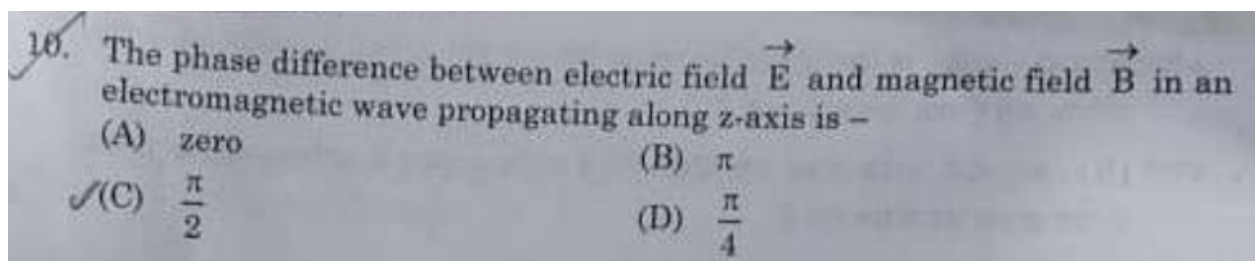 10. The phase difference between electric field E⃗ and magnetic field B⃗ in an
electromagnetic wave propagating along z-axis is –
(A) zero (B) π
✓(C) π/2 (D) π/4